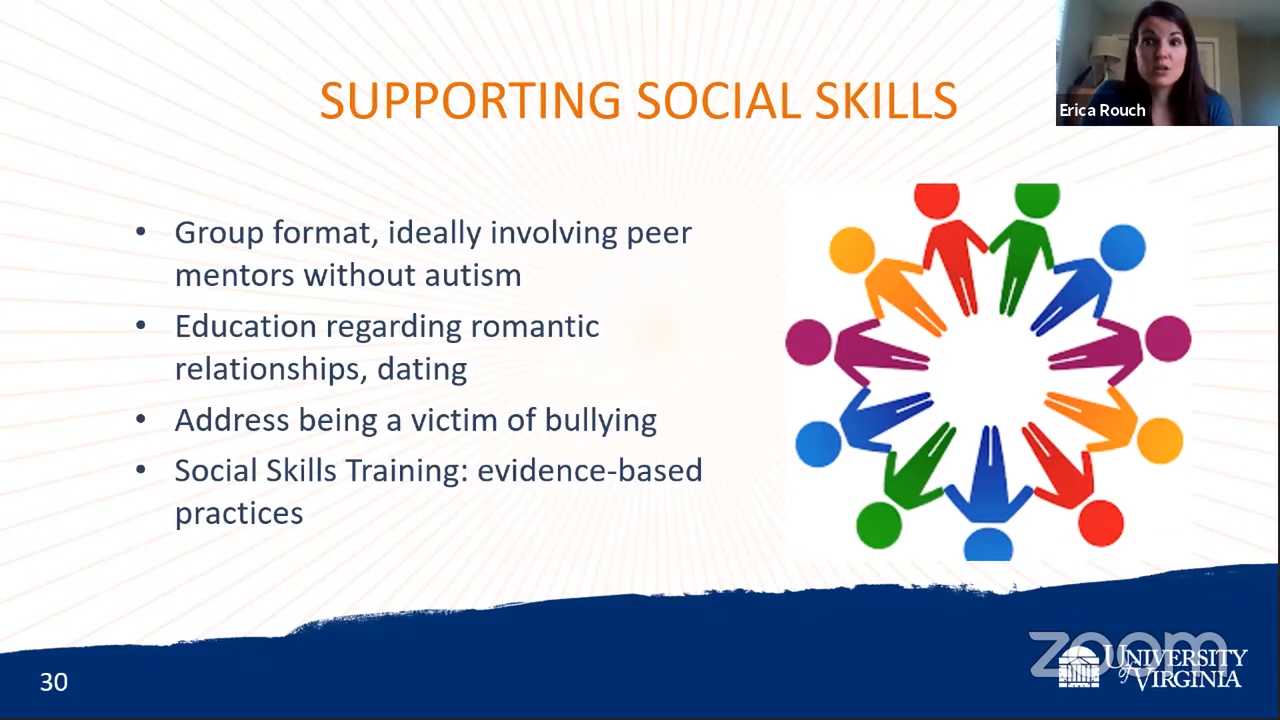 SUPPORTING SOCIAL SKILLS
Erica Rouch
• Group format, ideally involving peer
mentors without autism
• Education regarding romantic
relationships, dating
• Address being a victim of bullying
• Social Skills Training: evidence-based
practices
30
zoom
UNIVERSITY
of VIRGINIA